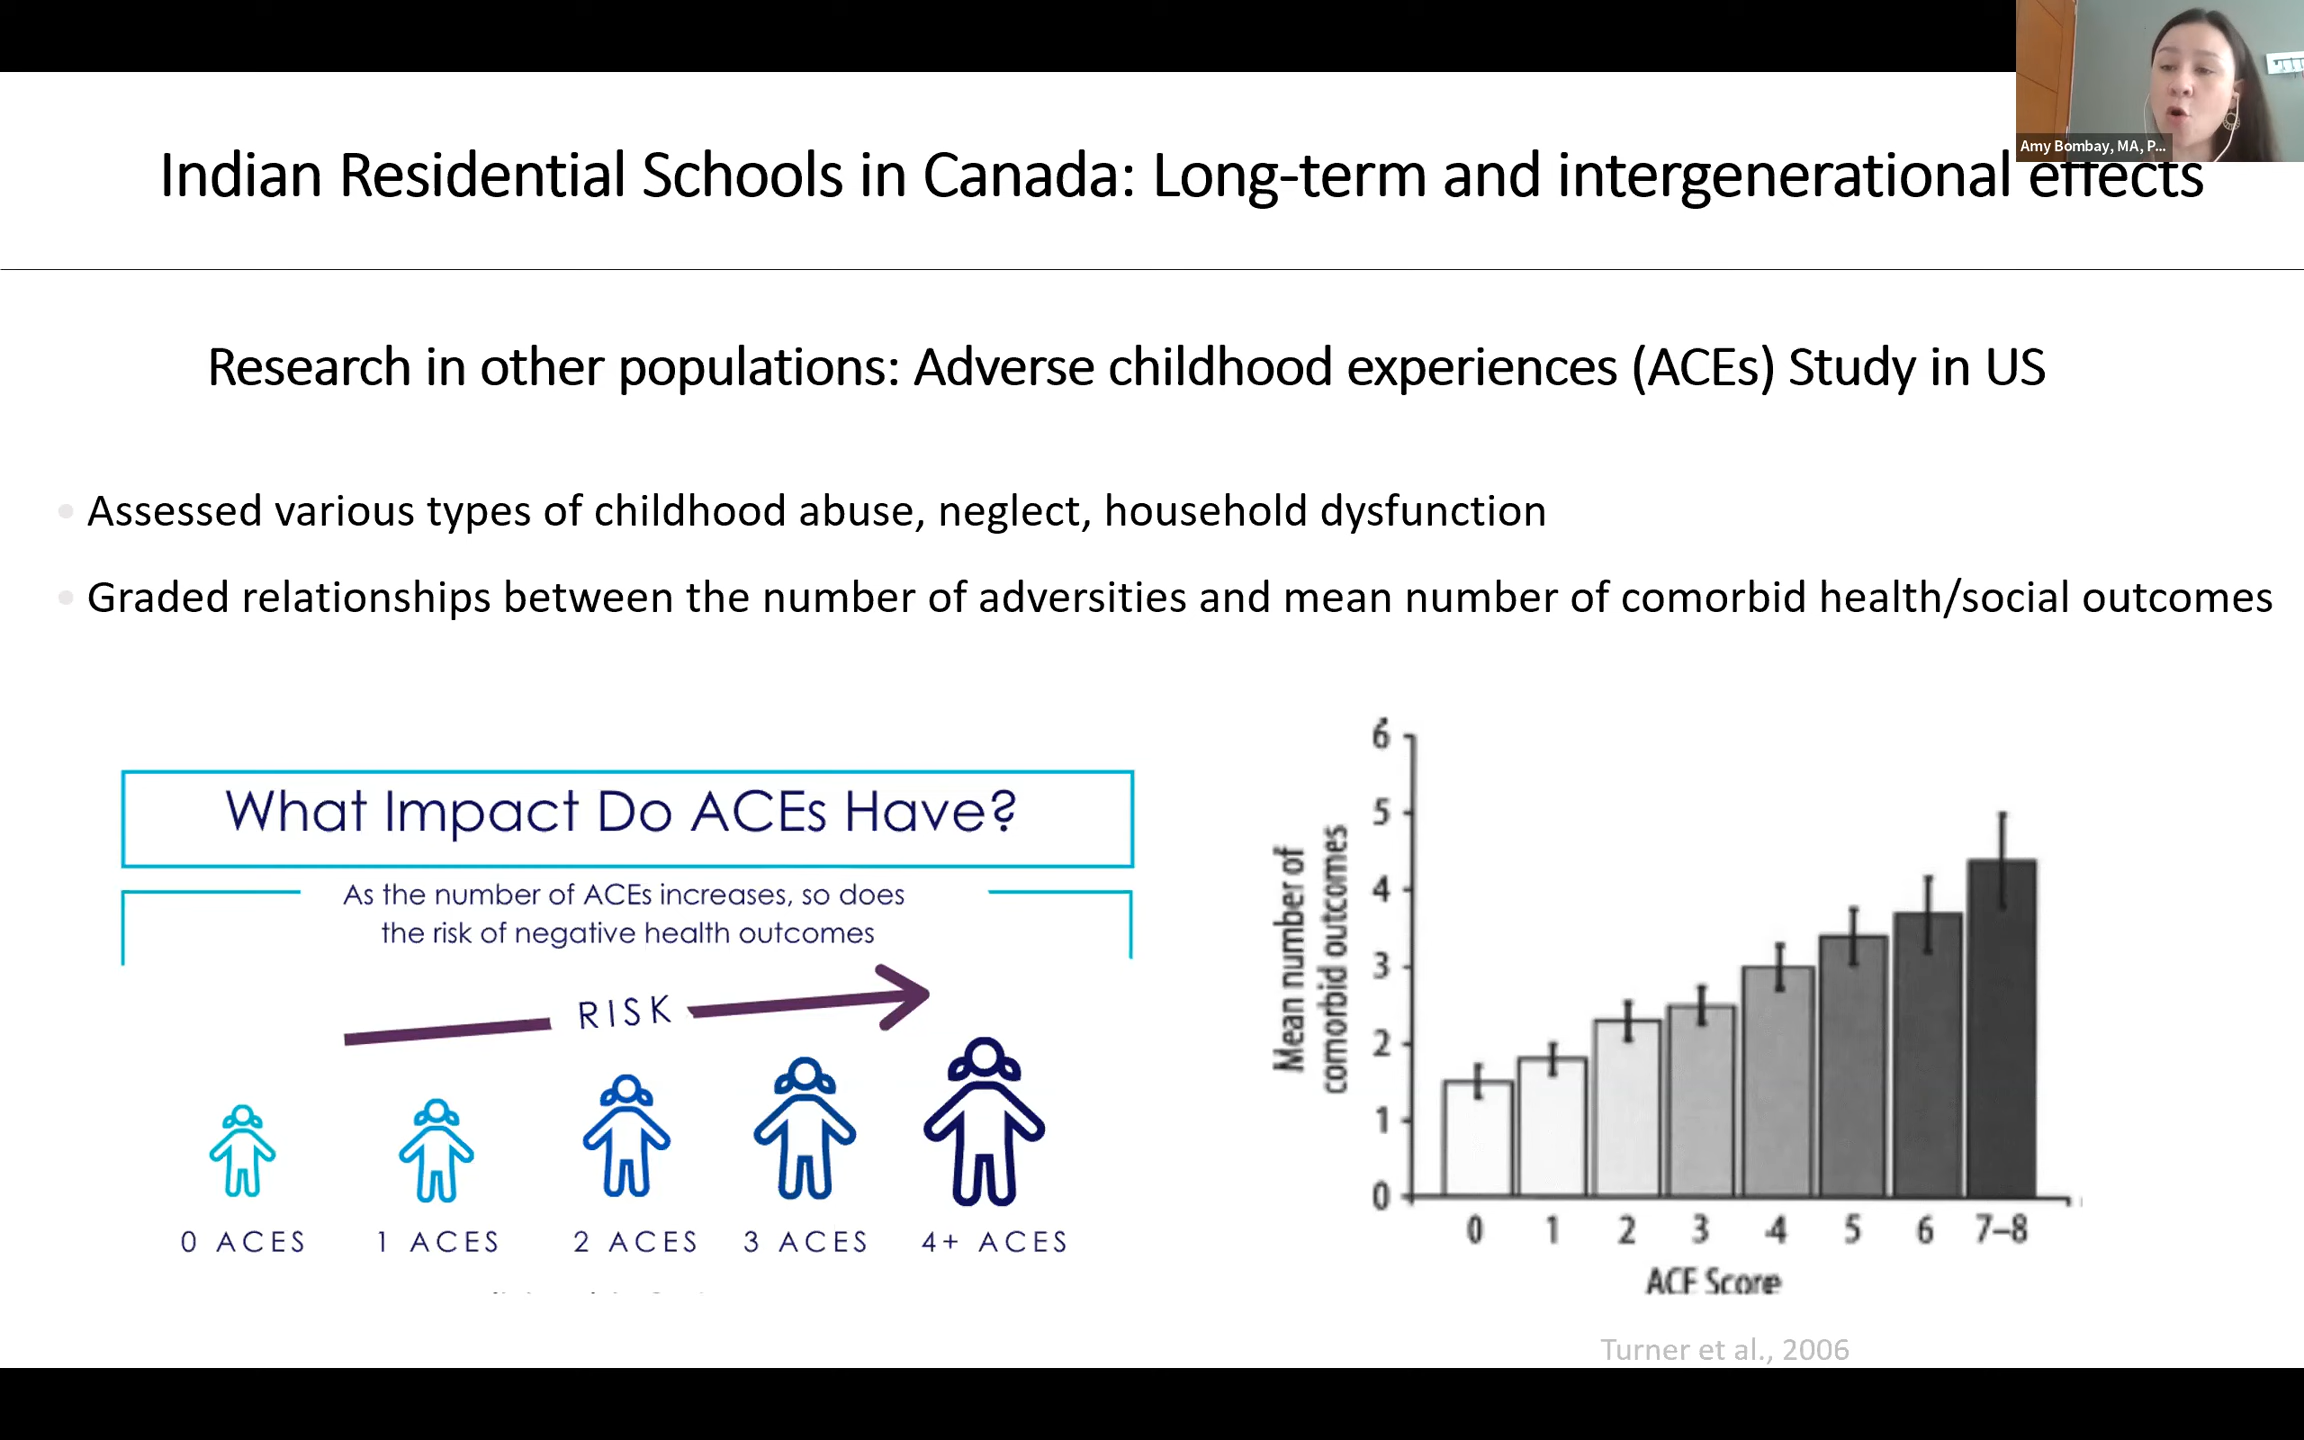 Amy Bombay, MA, P...
Indian Residential Schools in Canada: Long-term and intergenerational effects
Research in other populations: Adverse childhood experiences (ACEs) Study in US
• Assessed various types of childhood abuse, neglect, household dysfunction
• Graded relationships between the number of adversities and mean number of comorbid health/social outcomes
What Impact Do ACEs Have?
As the number of ACEs increases, so does
the risk of negative health outcomes
RISK
0 ACES 1 ACES 2 ACES 3 ACES 4+ ACES
Mean number of
comorbid outcomes
6
5
4
3
2
1
0
0 1 2 3 4 5 6 7–8
ACE Score
Turner et al., 2006